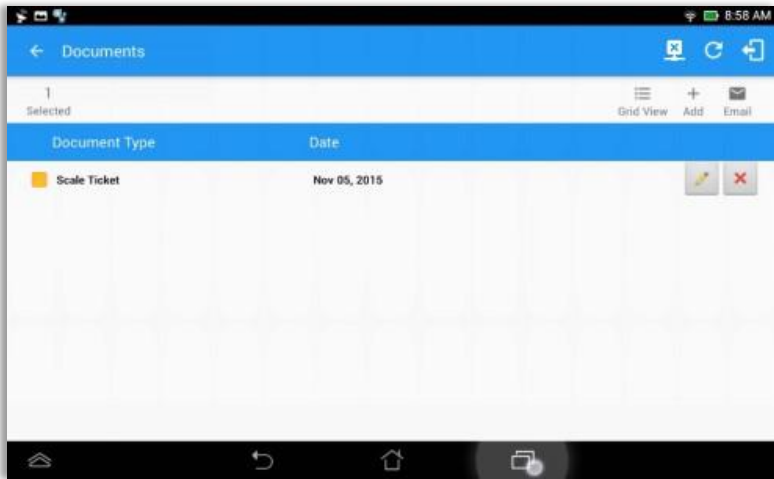 8:58 AM
Documents
1
Selected
Grid View Add Email
Document Type Date
Scale Ticket Nov 05, 2015